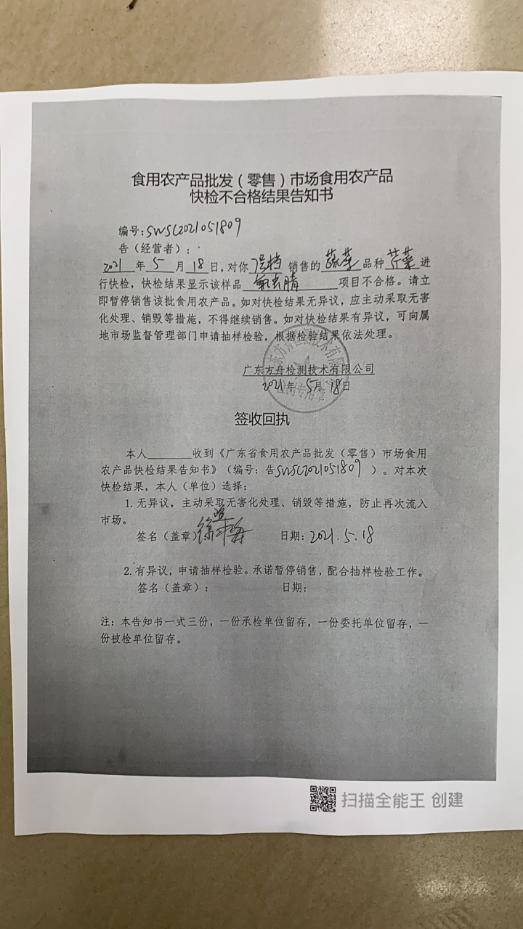 食用农产品批发（零售）市场食用农产品
快检不合格结果告知书
编号：SWSC2021051809
告（经营者）：
2021 年 5 月 18 日，对你 销售的 蔬菜 品种 芹菜 进
行快检，快检结果显示该样品 项目不合格。请立
即暂停销售该批食用农产品。如对快检结果无异议，应主动采取无害
化处理、销毁等措施，不得继续销售。如对快检结果有异议，可向属
地市场监督管理部门申请抽样检验，根据检验结果依法处理。
广东方舟检测技术有限公司
2021年 5月 18日
签收回执
本人______收到《广东省食用农产品批发（零售）市场食用
农产品快检结果告知书》（编号：告SWSC2021051809）。对本次
快检结果，本人（单位）选择：
1. 无异议，主动采取无害化处理、销毁等措施，防止再次流入
市场。
签名（盖章） 日期：2021.5.18
2. 有异议，申请抽样检验。承诺暂停销售，配合抽样检验工作。
签名（盖章）： 日期：
注：本告知书一式三份，一份承检单位留存，一份委托单位留存，一
份被检单位留存。
扫描全能王 创建